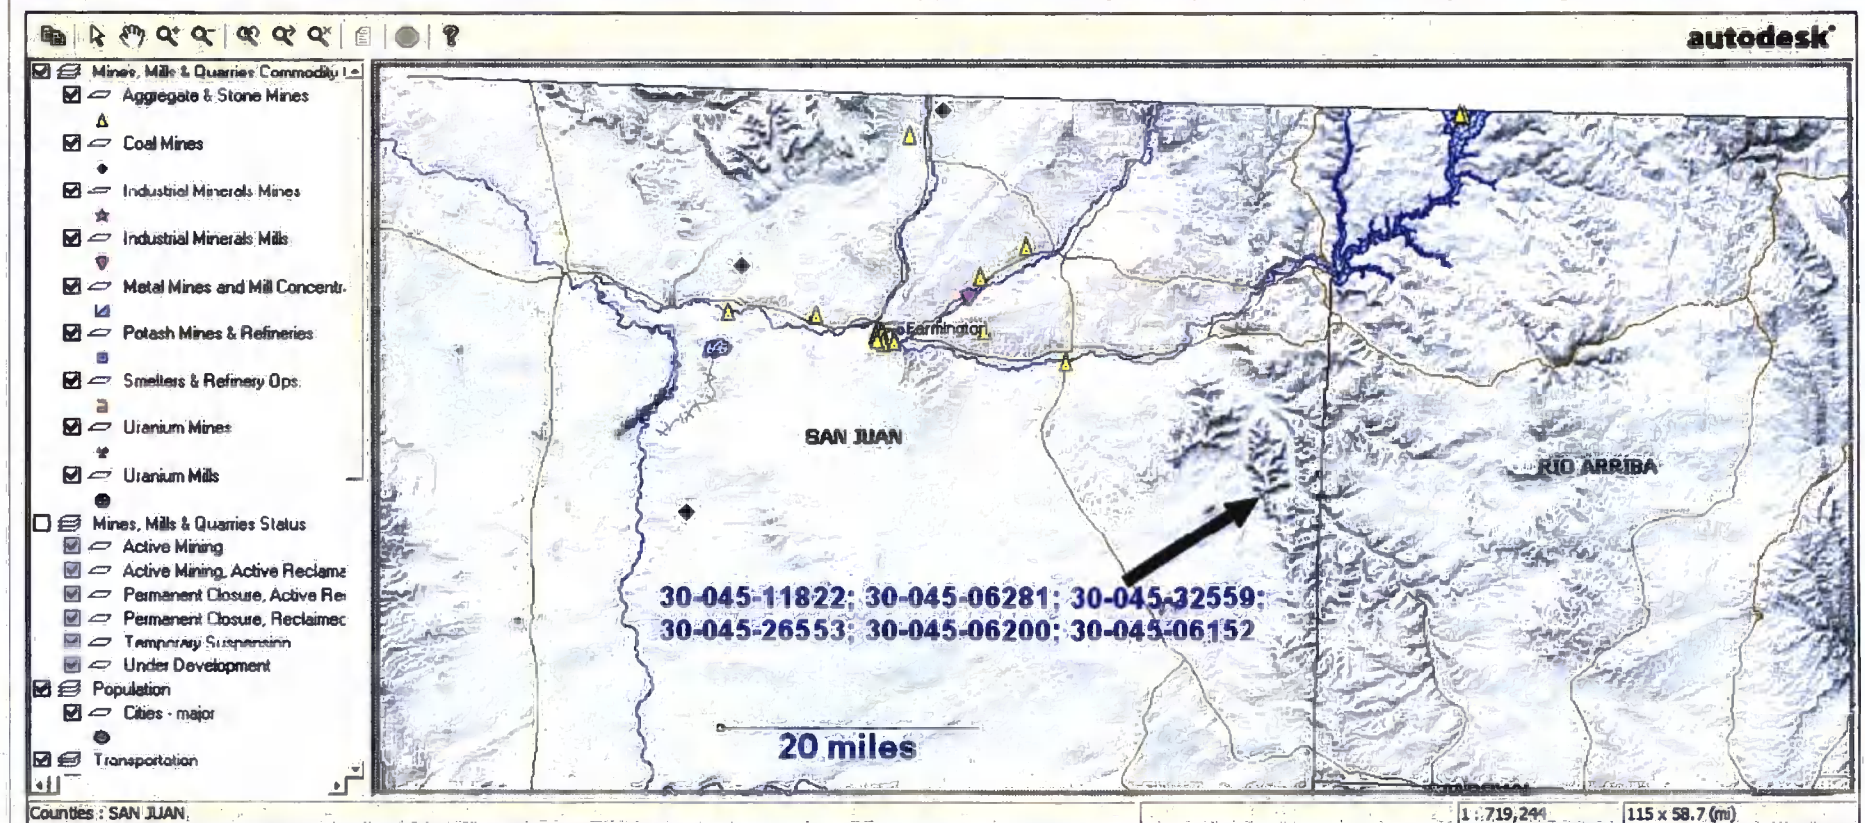 autodesk
Mines, Mills & Quarries Commodity
Aggregate & Stone Mines
Coal Mines
Industrial Minerals Mines
Industrial Minerals Mills
Metal Mines and Mill Concentr
Potash Mines & Refineries
Smelters & Refinery Ops.
Uranium Mines
Uranium Mills
Mines, Mills & Quarries Status
Active Mining
Active Mining, Active Reclama
Permanent Closure, Active Re
Permanent Closure, Reclaimed
Temporary Suspension
Under Development
Population
Cities - major
Transportation
Farmington
SAN JUAN
RIO ARRIBA
30-045-11822; 30-045-06281; 30-045-32559;
30-045-26553; 30-045-06200; 30-045-06152
20 miles
Counties : SAN JUAN
1 : 719,244
115 x 58.7 (mi)